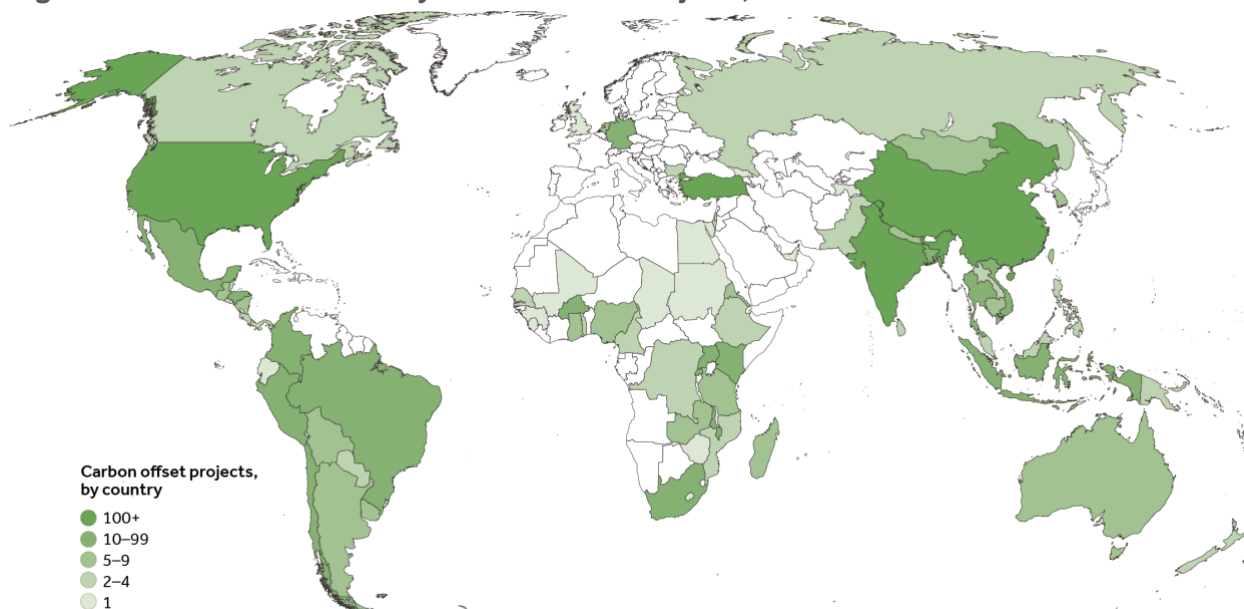 Carbon offset projects,
by country
100+
10–99
5–9
2–4
1